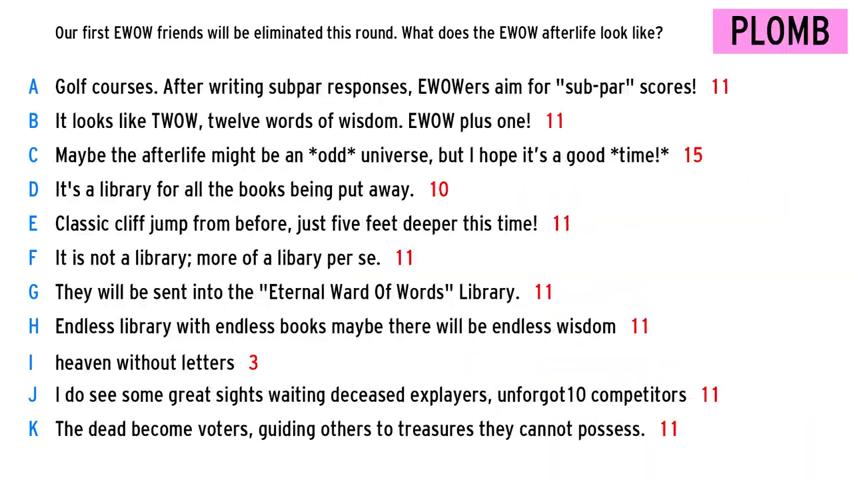 Our first EWOW friends will be eliminated this round. What does the EWOW afterlife look like?
PLOMB
A Golf courses. After writing subpar responses, EWOWers aim for "sub-par" scores! 11
B It looks like TWOW, twelve words of wisdom. EWOW plus one! 11
C Maybe the afterlife might be an *odd* universe, but I hope it's a good *time!* 15
D It's a library for all the books being put away. 10
E Classic cliff jump from before, just five feet deeper this time! 11
F It is not a library; more of a libary per se. 11
G They will be sent into the "Eternal Ward Of Words" Library. 11
H Endless library with endless books maybe there will be endless wisdom 11
I heaven without letters 3
J I do see some great sights waiting deceased explayers, unforgot10 competitors 11
K The dead become voters, guiding others to treasures they cannot possess. 11